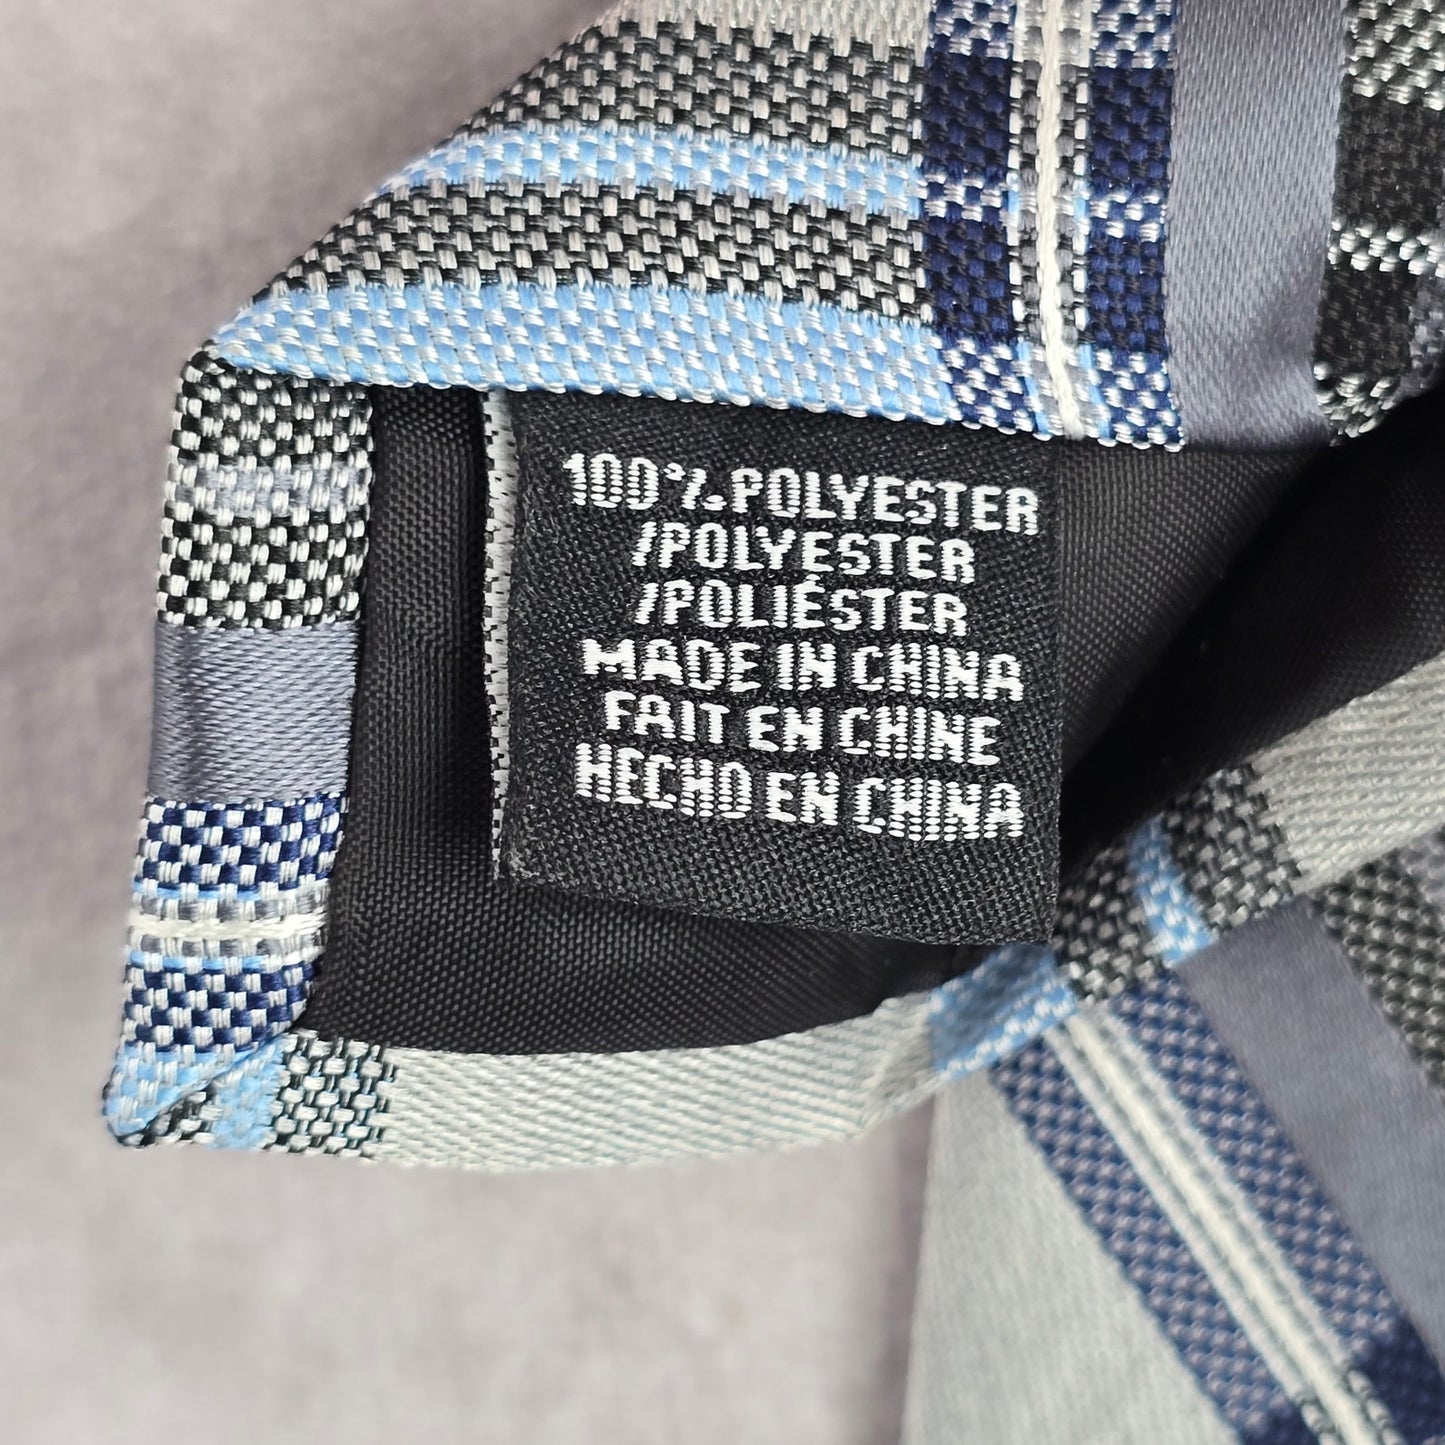 100% POLYESTER
/POLYESTER
/POLIÉSTER
MADE IN CHINA
FAIT EN CHINE
HECHO EN CHINA